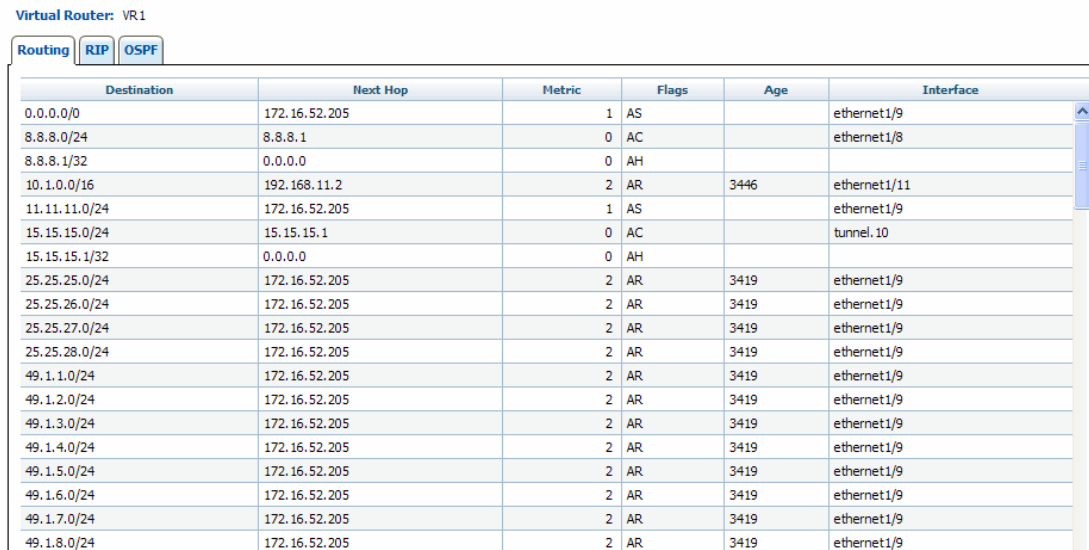 Virtual Router: VR1
Routing RIP OSPF
Destination Next Hop Metric Flags Age Interface
0.0.0.0/0 172.16.52.205 1 AS ethernet1/9
8.8.8.0/24 8.8.8.1 0 AC ethernet1/8
8.8.8.1/32 0.0.0.0 0 AH
10.1.0.0/16 192.168.11.2 2 AR 3446 ethernet1/11
11.11.11.0/24 172.16.52.205 1 AS ethernet1/9
15.15.15.0/24 15.15.15.1 0 AC tunnel.10
15.15.15.1/32 0.0.0.0 0 AH
25.25.25.0/24 172.16.52.205 2 AR 3419 ethernet1/9
25.25.26.0/24 172.16.52.205 2 AR 3419 ethernet1/9
25.25.27.0/24 172.16.52.205 2 AR 3419 ethernet1/9
25.25.28.0/24 172.16.52.205 2 AR 3419 ethernet1/9
49.1.1.0/24 172.16.52.205 2 AR 3419 ethernet1/9
49.1.2.0/24 172.16.52.205 2 AR 3419 ethernet1/9
49.1.3.0/24 172.16.52.205 2 AR 3419 ethernet1/9
49.1.4.0/24 172.16.52.205 2 AR 3419 ethernet1/9
49.1.5.0/24 172.16.52.205 2 AR 3419 ethernet1/9
49.1.6.0/24 172.16.52.205 2 AR 3419 ethernet1/9
49.1.7.0/24 172.16.52.205 2 AR 3419 ethernet1/9
49.1.8.0/24 172.16.52.205 2 AR 3419 ethernet1/9